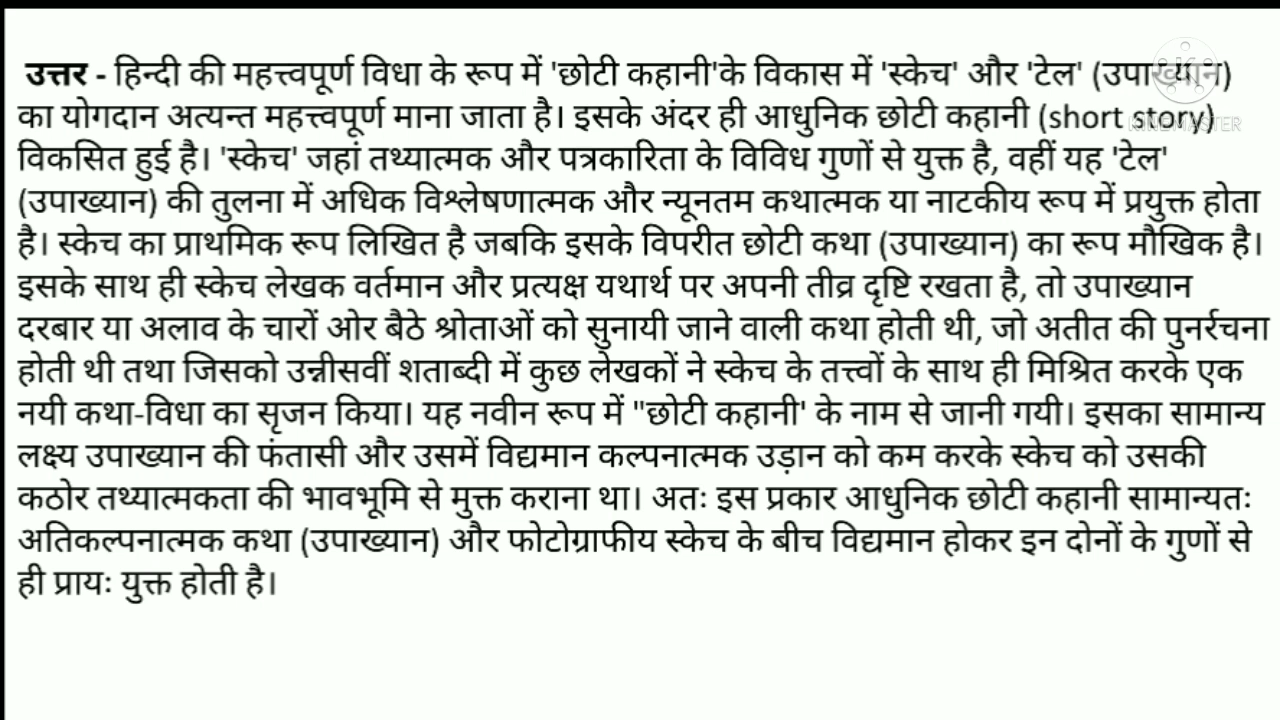 उत्तर - हिन्दी की महत्त्वपूर्ण विधा के रूप में 'छोटी कहानी'के विकास में 'स्केच' और 'टेल' (उपाख्यान)
का योगदान अत्यन्त महत्त्वपूर्ण माना जाता है। इसके अंदर ही आधुनिक छोटी कहानी (short story)
KINEMASTER
विकसित हुई है। 'स्केच' जहां तथ्यात्मक और पत्रकारिता के विविध गुणों से युक्त है, वहीं यह 'टेल'
(उपाख्यान) की तुलना में अधिक विश्लेषणात्मक और न्यूनतम कथात्मक या नाटकीय रूप में प्रयुक्त होता
है। स्केच का प्राथमिक रूप लिखित है जबकि इसके विपरीत छोटी कथा (उपाख्यान) का रूप मौखिक है।
इसके साथ ही स्केच लेखक वर्तमान और प्रत्यक्ष यथार्थ पर अपनी तीव्र दृष्टि रखता है, तो उपाख्यान
दरबार या अलाव के चारों ओर बैठे श्रोताओं को सुनायी जाने वाली कथा होती थी, जो अतीत की पुनर्रचना
होती थी तथा जिसको उन्नीसवीं शताब्दी में कुछ लेखकों ने स्केच के तत्त्वों के साथ ही मिश्रित करके एक
नयी कथा-विधा का सृजन किया। यह नवीन रूप में "छोटी कहानी' के नाम से जानी गयी। इसका सामान्य
लक्ष्य उपाख्यान की फंतासी और उसमें विद्यमान कल्पनात्मक उड़ान को कम करके स्केच को उसकी
कठोर तथ्यात्मकता की भावभूमि से मुक्त कराना था। अतः इस प्रकार आधुनिक छोटी कहानी सामान्यतः
अतिकल्पनात्मक कथा (उपाख्यान) और फोटोग्राफीय स्केच के बीच विद्यमान होकर इन दोनों के गुणों से
ही प्रायः युक्त होती है।